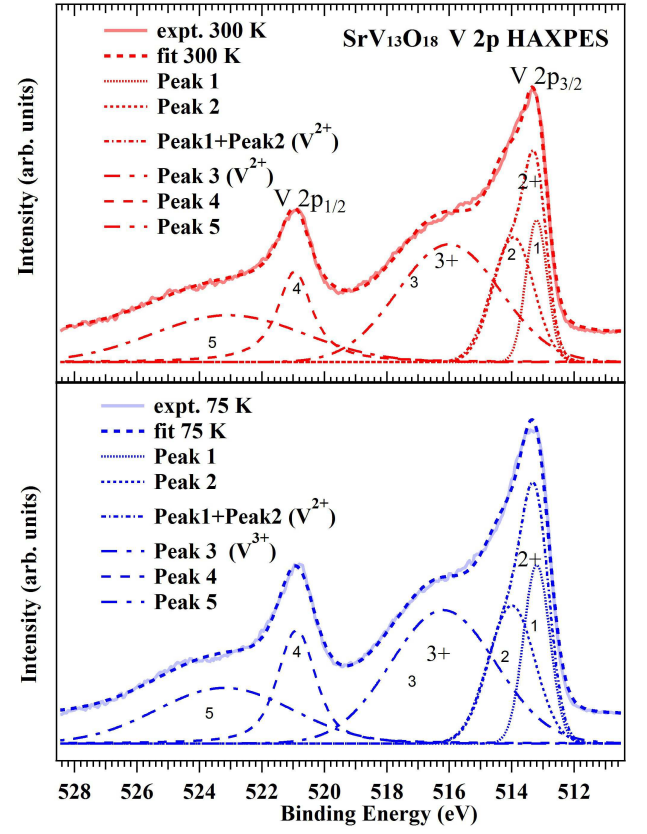 expt. 300 K
SrV₁₃O₁₈ V 2p HAXPES
fit 300 K
Peak 1
V 2p₃/₂
Peak 2
Peak1+Peak2 (V²⁺)
Peak 3 (V²⁺)
2+
Peak 4
V 2p₁/₂
Peak 5
1
2
3+
3
4
5
Intensity (arb. units)
expt. 75 K
fit 75 K
Peak 1
Peak 2
Peak1+Peak2 (V²⁺)
Peak 3 (V³⁺)
2+
Peak 4
Peak 5
1
4
3+
2
3
5
Intensity (arb. units)
528 526 524 522 520 518 516 514 512
Binding Energy (eV)